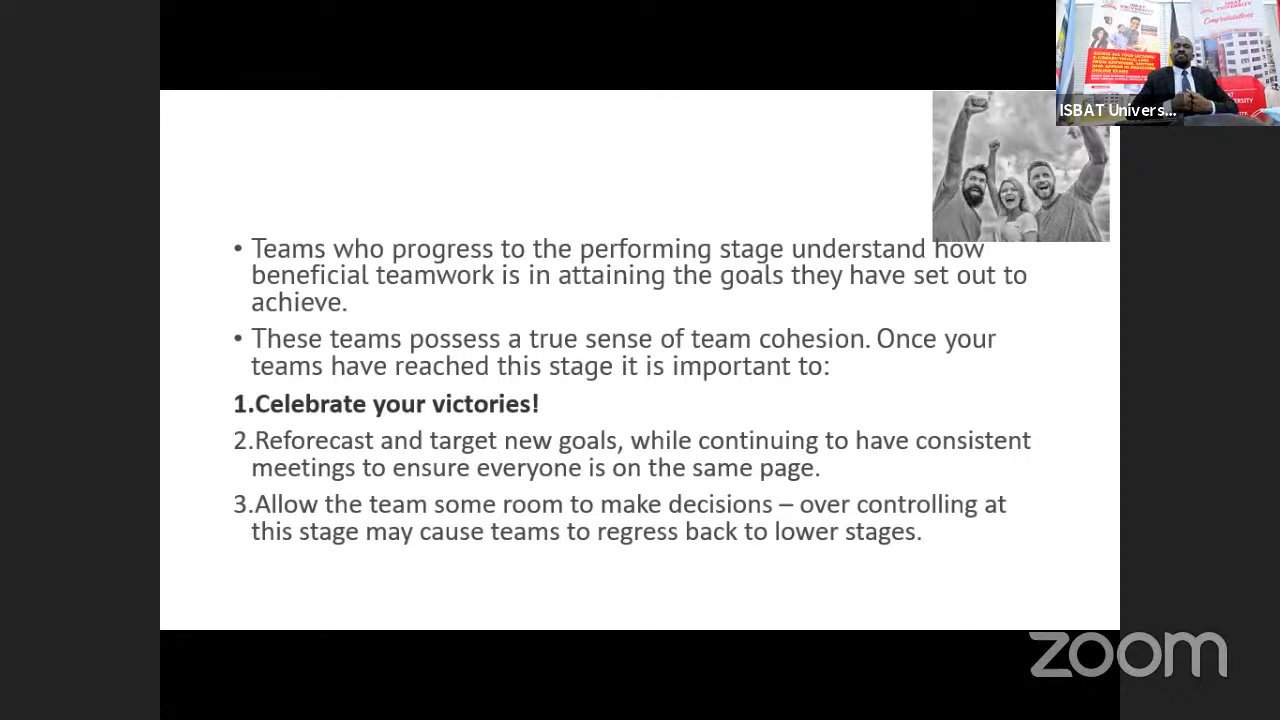 ISBAT
UNIVERSITY
Congratulations
ISBAT Univers...
• Teams who progress to the performing stage understand how
beneficial teamwork is in attaining the goals they have set out to
achieve.
• These teams possess a true sense of team cohesion. Once your
teams have reached this stage it is important to:
1.Celebrate your victories!
2.Reforecast and target new goals, while continuing to have consistent
meetings to ensure everyone is on the same page.
3.Allow the team some room to make decisions – over controlling at
this stage may cause teams to regress back to lower stages.
zoom